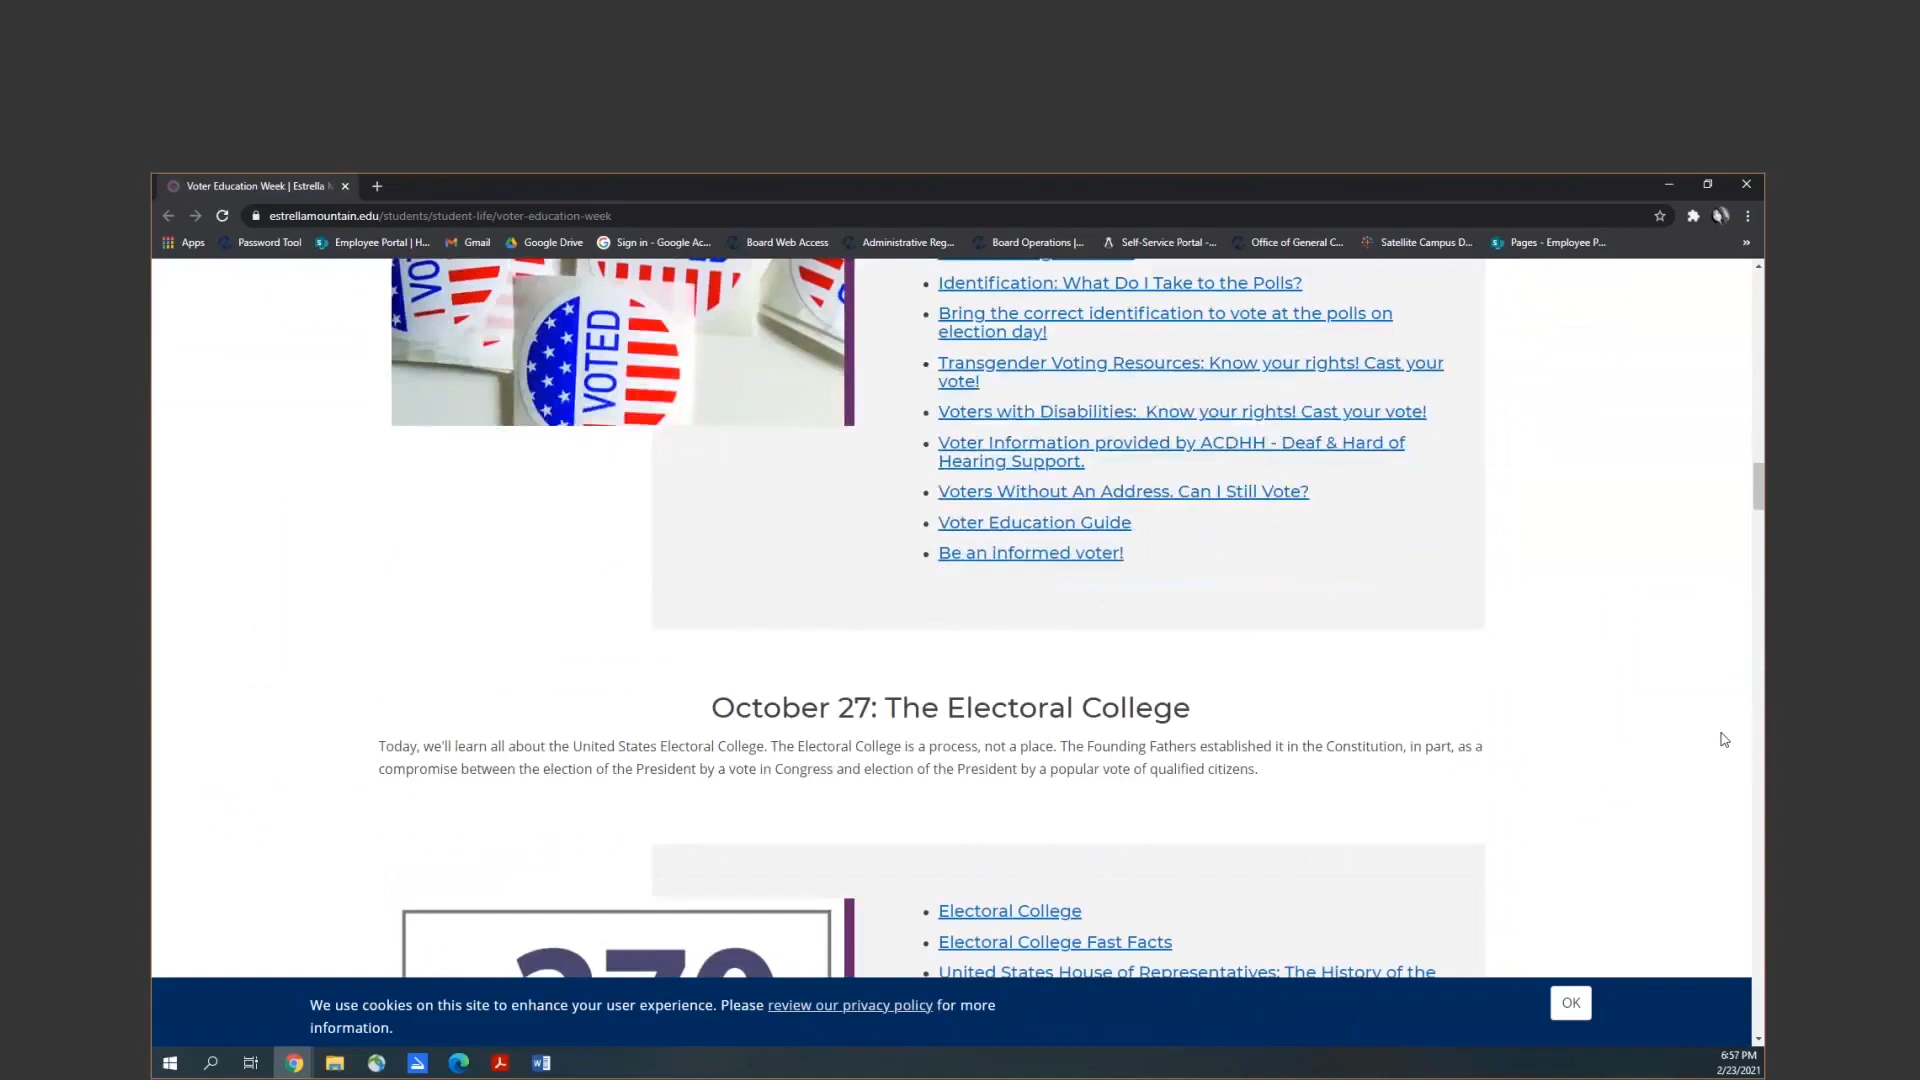 Voter Education Week | Estrella
estrellamountain.edu/students/student-life/voter-education-week
Apps Password Tool Employee Portal | H... Gmail Google Drive Sign in - Google Ac... Board Web Access Administrative Reg... Board Operations |... Self-Service Portal -... Office of General C... Satellite Campus D... Pages - Employee P... »
VO
VOTED
Identification: What Do I Take to the Polls?
Bring the correct identification to vote at the polls on
election day!
Transgender Voting Resources: Know your rights! Cast your
vote!
Voters with Disabilities: Know your rights! Cast your vote!
Voter Information provided by ACDHH - Deaf & Hard of
Hearing Support.
Voters Without An Address. Can I Still Vote?
Voter Education Guide
Be an informed voter!
October 27: The Electoral College
Today, we'll learn all about the United States Electoral College. The Electoral College is a process, not a place. The Founding Fathers established it in the Constitution, in part, as a
compromise between the election of the President by a vote in Congress and election of the President by a popular vote of qualified citizens.
270
Electoral College
Electoral College Fast Facts
United States House of Representatives: The History of the
We use cookies on this site to enhance your user experience. Please review our privacy policy for more
information.
OK
6:57 PM
2/23/2021